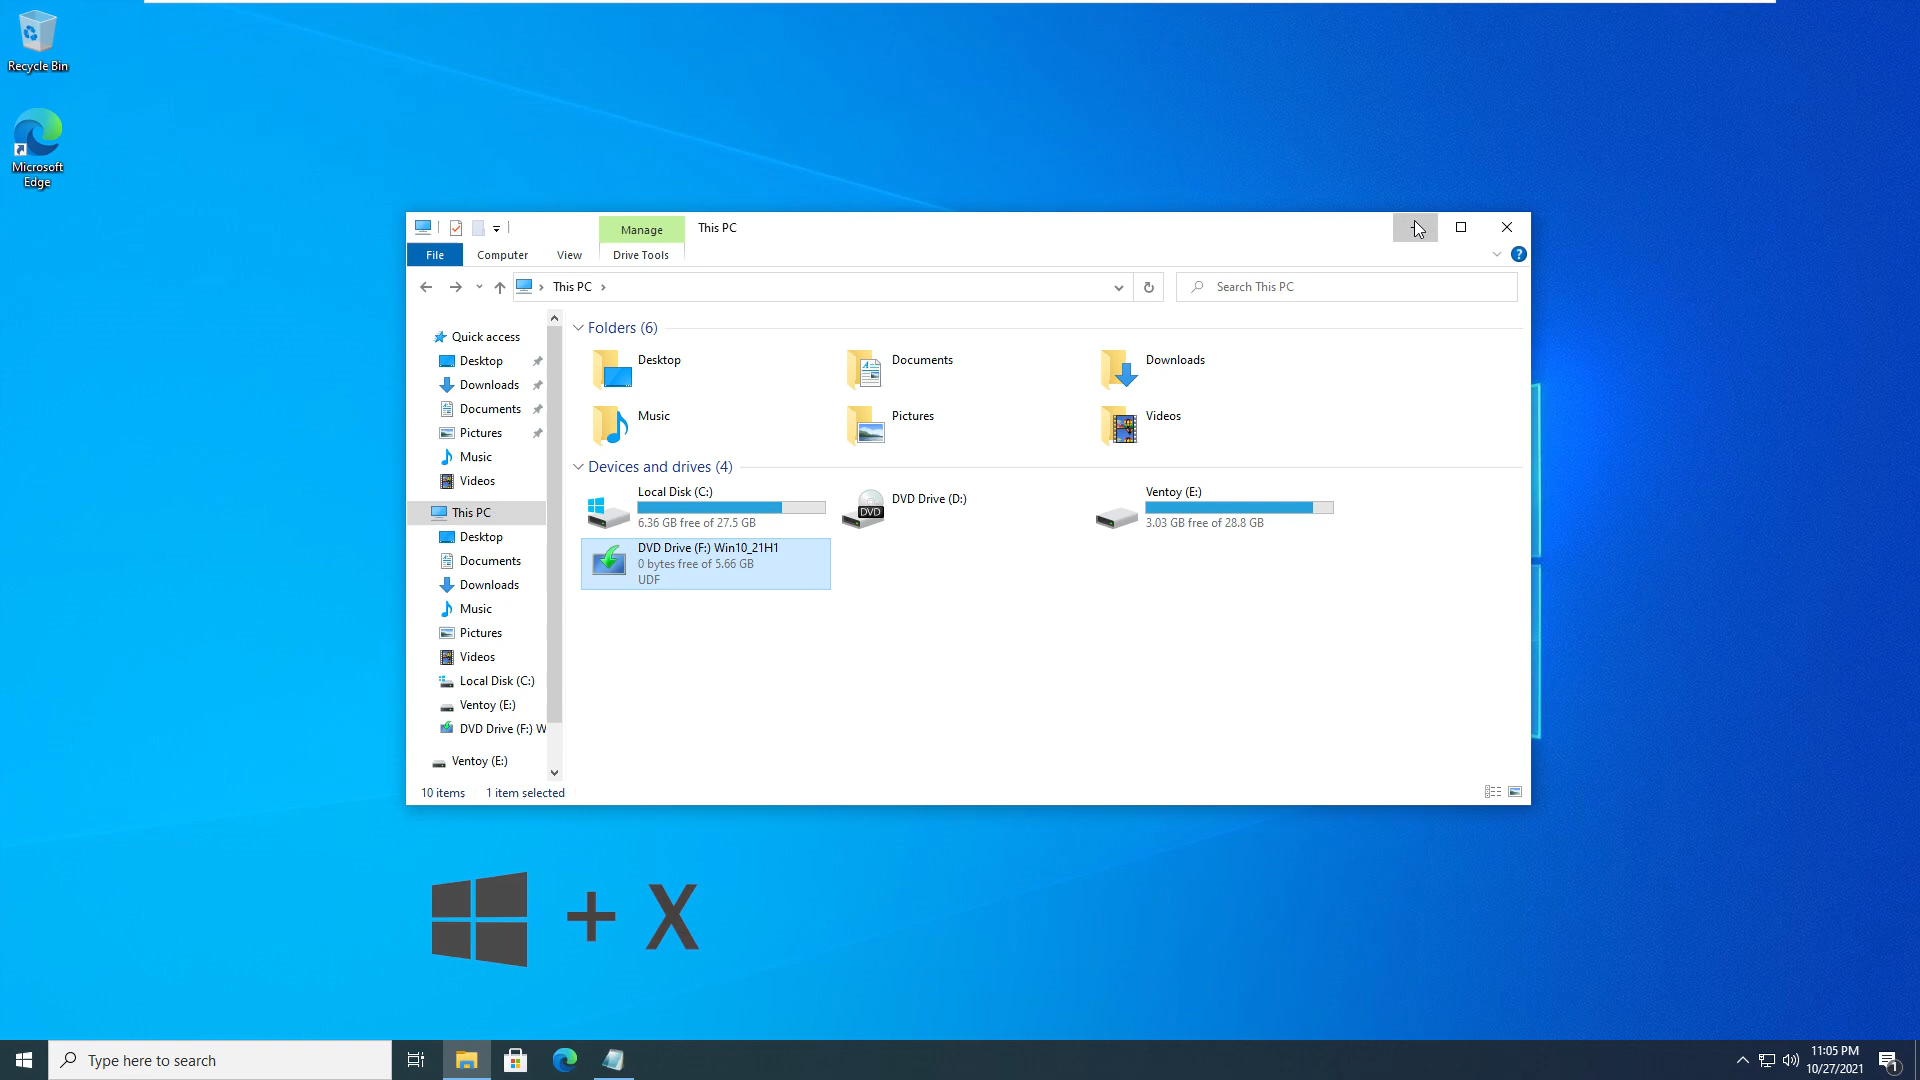 Recycle Bin
Microsoft
Edge
Manage
This PC
File
Computer
View
Drive Tools
?
This PC
Search This PC
Quick access
Desktop
Downloads
Documents
Pictures
Music
Videos
This PC
Desktop
Documents
Downloads
Music
Pictures
Videos
Local Disk (C:)
Ventoy (E:)
DVD Drive (F:) W
Ventoy (E:)
Folders (6)
Desktop
Documents
Downloads
Music
Pictures
Videos
Devices and drives (4)
Local Disk (C:)
6.36 GB free of 27.5 GB
DVD
DVD Drive (D:)
Ventoy (E:)
3.03 GB free of 28.8 GB
DVD Drive (F:) Win10_21H1
0 bytes free of 5.66 GB
UDF
10 items
1 item selected
+ X
Type here to search
11:05 PM
10/27/2021
1